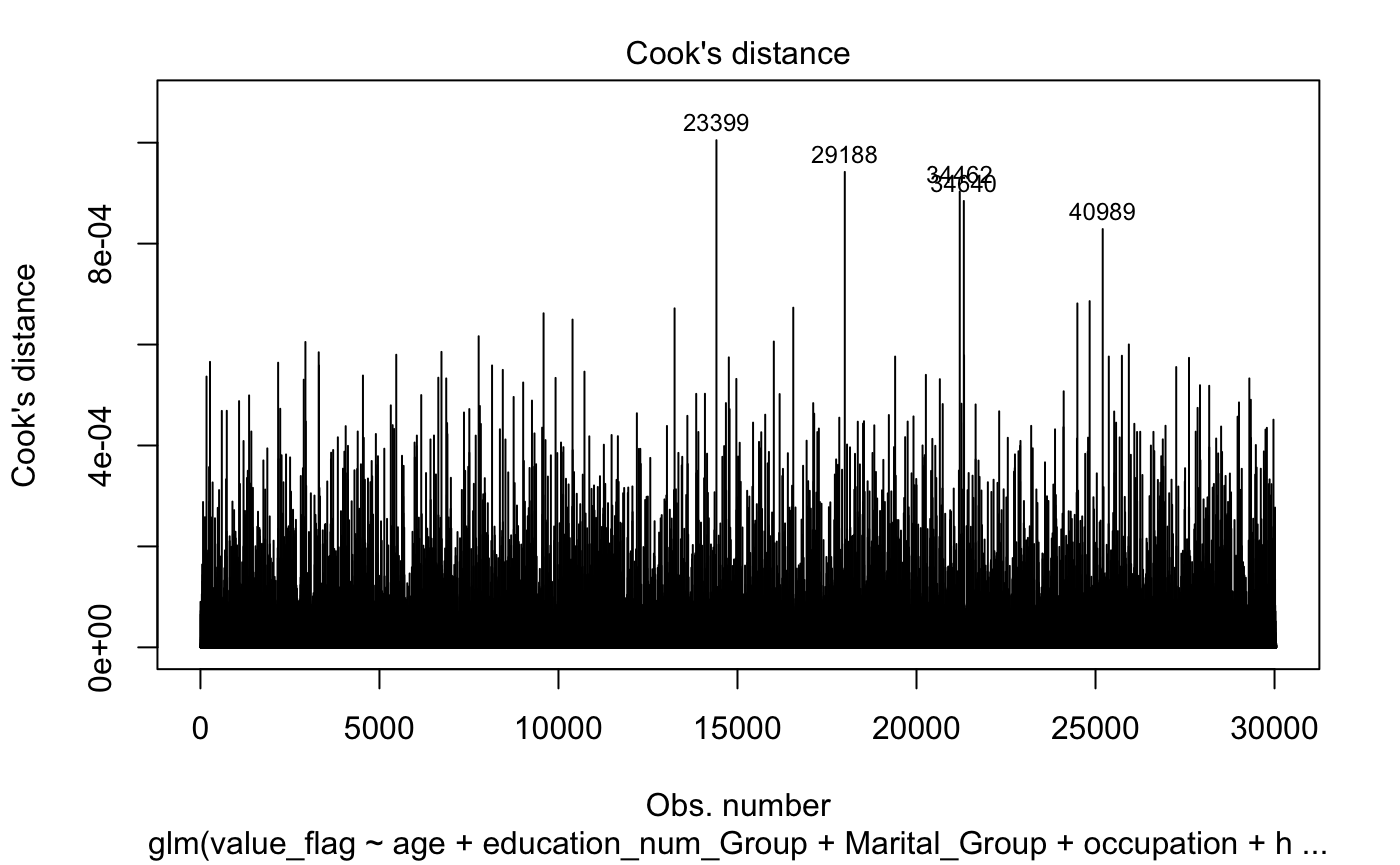 Cook's distance
23399
29188
34462
34640
40989
Cook's distance
0e+00
4e-04
8e-04
0
5000
10000
15000
20000
25000
30000
Obs. number
glm(value_flag ~ age + education_num_Group + Marital_Group + occupation + h ...